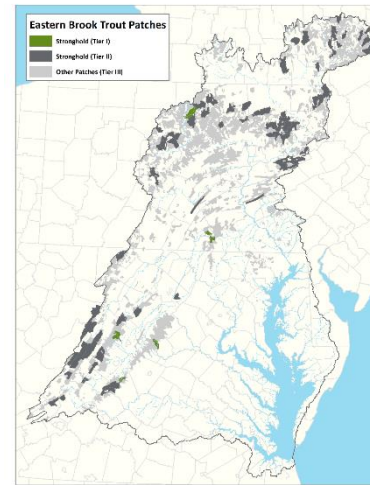 Eastern Brook Trout Patches
Stronghold (Tier I)
Stronghold (Tier II)
Other Patches (Tier III)